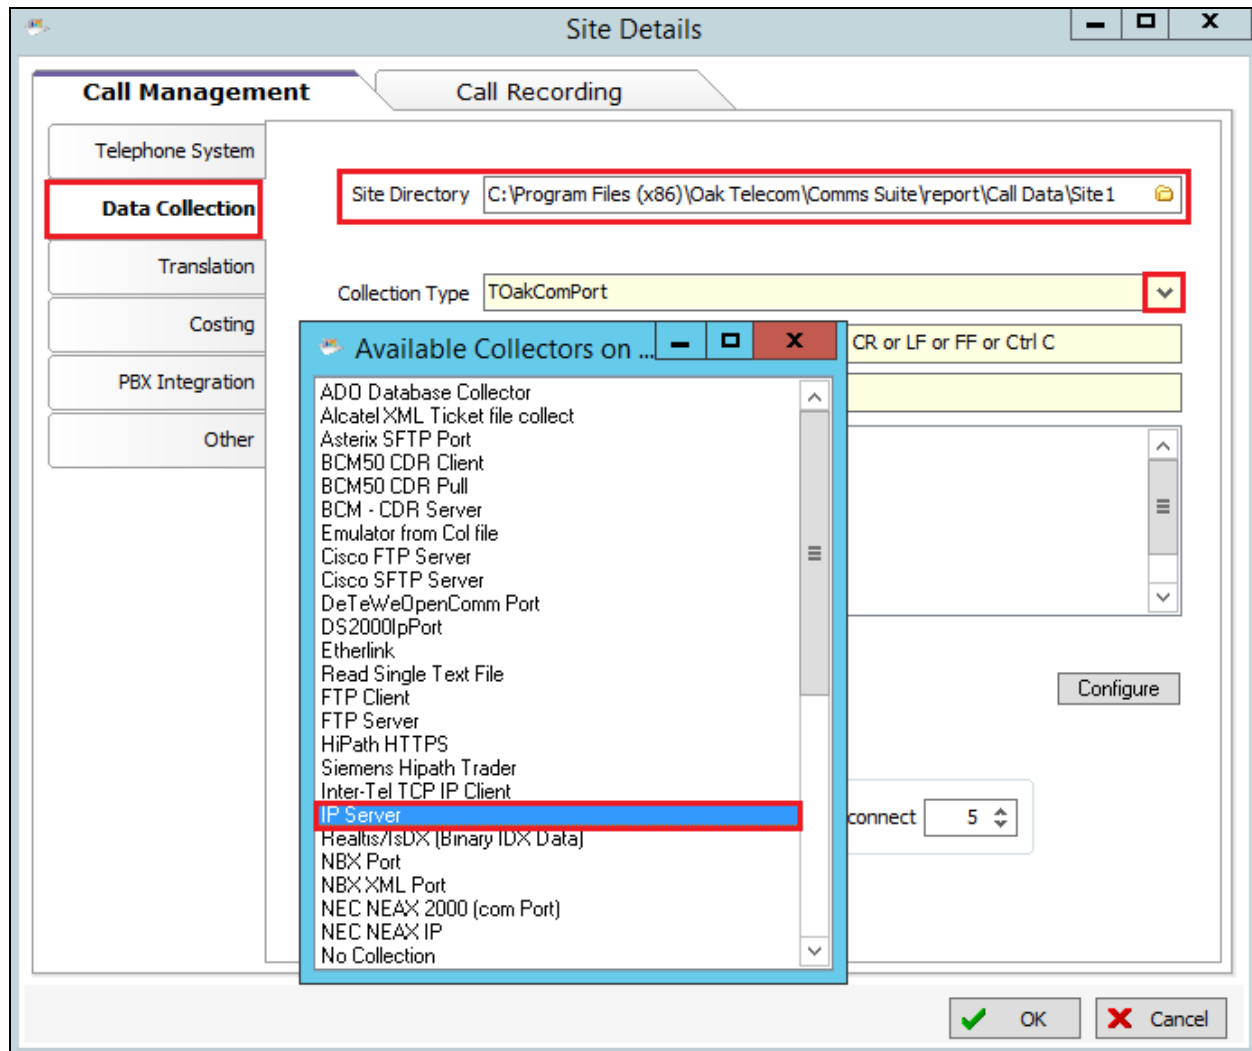 Site Details
Call Management
Call Recording
Telephone System
Data Collection
Translation
Costing
PBX Integration
Other
Site Directory C:\Program Files (x86)\Oak Telecom\Comms Suite\report\Call Data\Site1
Collection Type TOakComPort
CR or LF or FF or Ctrl C
Available Collectors on ...
ADO Database Collector
Alcatel XML Ticket file collect
Asterix SFTP Port
BCM50 CDR Client
BCM50 CDR Pull
BCM - CDR Server
Emulator from Col file
Cisco FTP Server
Cisco SFTP Server
DeTeWeOpenComm Port
DS2000IpPort
Etherlink
Read Single Text File
FTP Client
FTP Server
HiPath HTTPS
Siemens Hipath Trader
Inter-Tel TCP IP Client
IP Server
Realtis/IsDX (Binary IDX Data)
NBX Port
NBX XML Port
NEC NEAX 2000 (com Port)
NEC NEAX IP
No Collection
Configure
connect 5
OK
Cancel